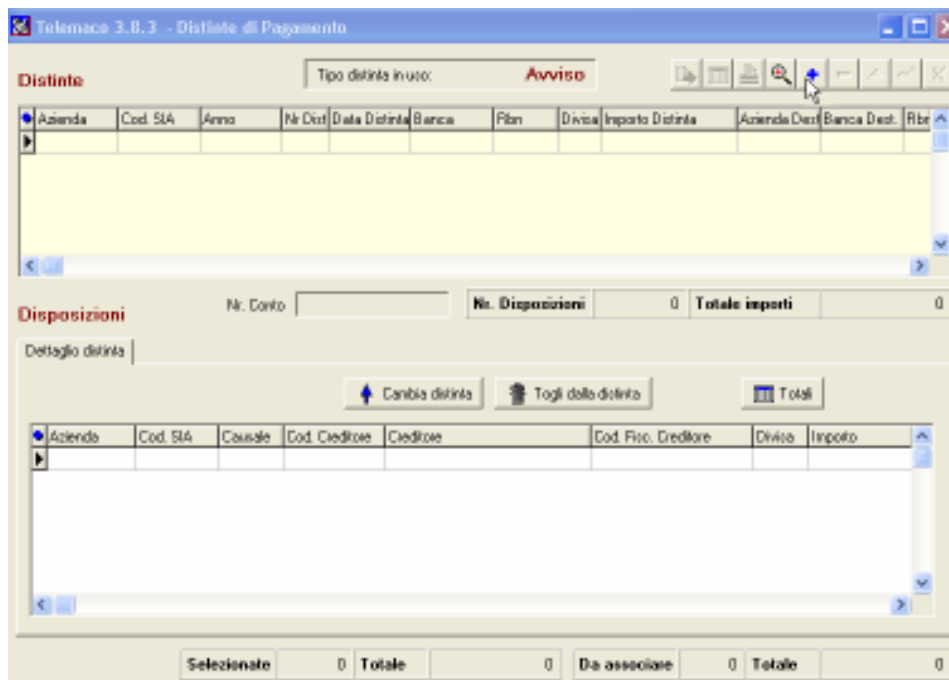 Telemaco 3.8.3 - Distinte di Pagamento
Distinte
Tipo distinta in uso: Avviso
Azienda Cod. SIA Anno Nr Dist Data Distinta Banca Rbn Divisa Importo Distinta Azienda Dest Banca Dest. Rbn
Disposizioni
Nr. Conto
Nr. Disposizioni 0 Totale importi 0
Dettaglio distinta
Cambia distinta Togli dalla distinta Totali
Azienda Cod. SIA Causale Cod. Creditore Creditore Cod. Fisc. Creditore Divisa Importo
Selezionate 0 Totale 0 Da associare 0 Totale 0